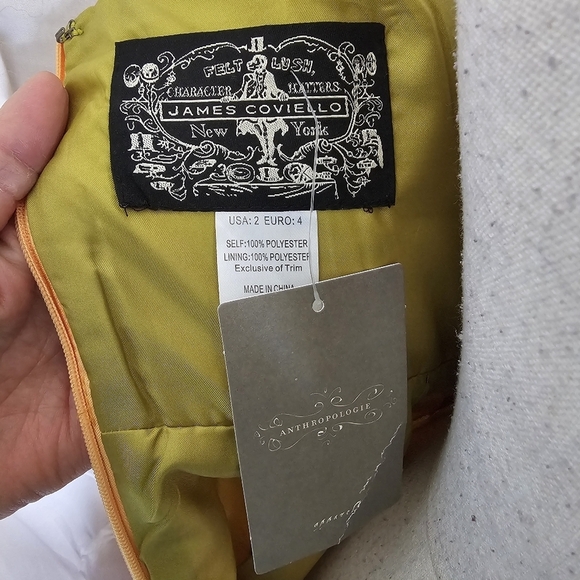 FELT LUSH,
CHARACTER HATTERS
JAMES COVIELLO
New York
USA: 2 EURO: 4
SELF:100% POLYESTER
LINING:100% POLYESTER
Exclusive of Trim
MADE IN CHINA
ANTHROPOLOGIE